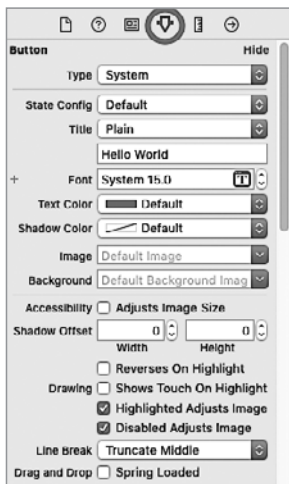 Button Hide
Type System
State Config Default
Title Plain
Hello World
+ Font System 15.0 T
Text Color Default
Shadow Color Default
Image Default Image
Background Default Background Imag
Accessibility Adjusts Image Size
Shadow Offset 0 0
Width Height
Reverses On Highlight
Drawing Shows Touch On Highlight
Highlighted Adjusts Image
Disabled Adjusts Image
Line Break Truncate Middle
Drag and Drop Spring Loaded